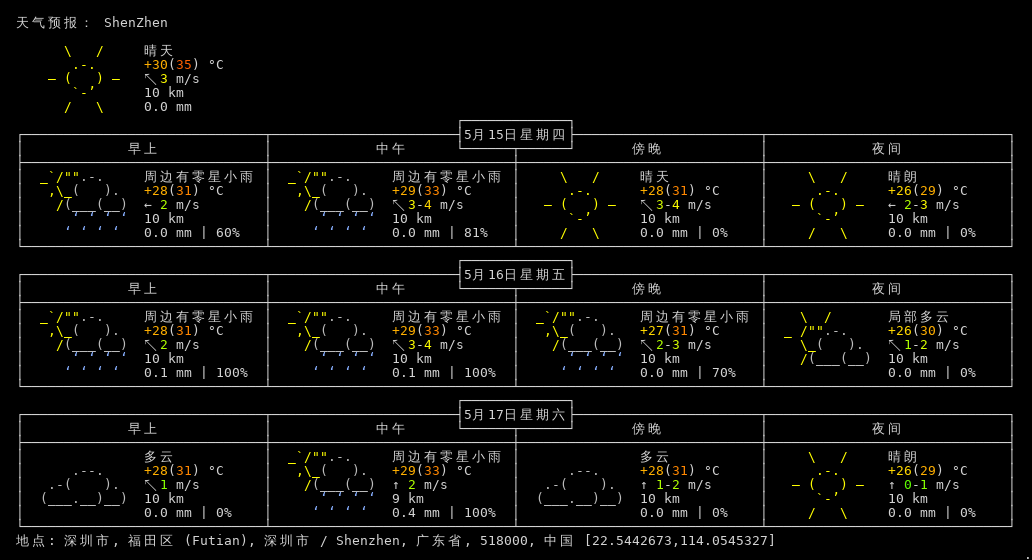 天气预报： ShenZhen
晴天
+30(35) °C
↖3 m/s
10 km
0.0 mm
5月15日星期四
早上 中午 傍晚 夜间
周边有零星小雨 周边有零星小雨 晴天 晴朗
+28(31) °C +29(33) °C +28(31) °C +26(29) °C
← 2 m/s ↖3-4 m/s ↖3-4 m/s ← 2-3 m/s
10 km 10 km 10 km 10 km
0.0 mm | 60% 0.0 mm | 81% 0.0 mm | 0% 0.0 mm | 0%
5月16日星期五
早上 中午 傍晚 夜间
周边有零星小雨 周边有零星小雨 周边有零星小雨 局部多云
+28(31) °C +29(33) °C +27(31) °C +26(30) °C
↖2 m/s ↖3-4 m/s ↖2-3 m/s ↖1-2 m/s
10 km 10 km 10 km 10 km
0.1 mm | 100% 0.1 mm | 100% 0.0 mm | 70% 0.0 mm | 0%
5月17日星期六
早上 中午 傍晚 夜间
多云 周边有零星小雨 多云 晴朗
+28(31) °C +29(33) °C +28(31) °C +26(29) °C
↖1 m/s ↑ 2 m/s ↑ 1-2 m/s ↑ 0-1 m/s
10 km 9 km 10 km 10 km
0.0 mm | 0% 0.4 mm | 100% 0.0 mm | 0% 0.0 mm | 0%
地点: 深圳市, 福田区 (Futian), 深圳市 / Shenzhen, 广东省, 518000, 中国 [22.5442673,114.0545327]